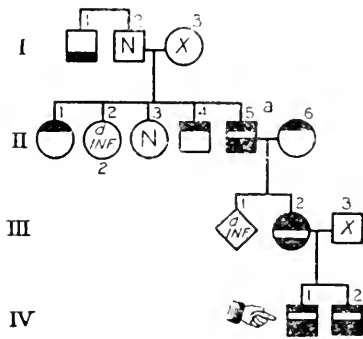 1 2 3
I N X
1 2 3 4 5 a 6
II d INF N
2
1 2 3
III d INF X
1 2
IV